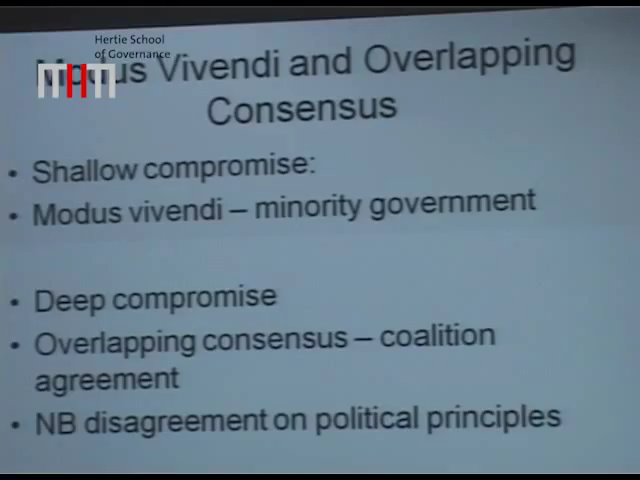 Hertie School
of Governance
Modus Vivendi and Overlapping
Consensus
• Shallow compromise:
• Modus vivendi – minority government
• Deep compromise
• Overlapping consensus – coalition
agreement
• NB disagreement on political principles